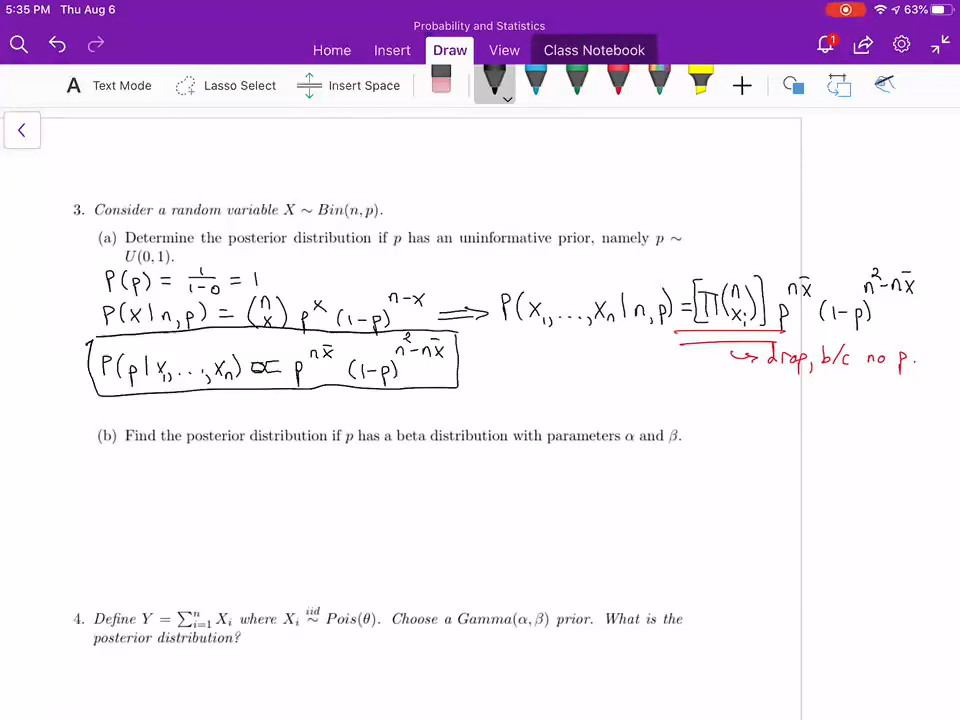 5:35 PM Thu Aug 6
63%
Probability and Statistics
Home Insert Draw View Class Notebook
1
A Text Mode Lasso Select Insert Space
3. Consider a random variable X ∼ Bin(n, p).
(a) Determine the posterior distribution if p has an uninformative prior, namely p ∼
U(0, 1).
P(p) = 1/(1-0) = 1
P(x | n, p) = (n x) p^x (1-p)^(n-x) ⟹ P(x₁, ..., xₙ | n, p) = [∏(n xᵢ)] p^(nx̄) (1-p)^(n²-nx̄)
↪ drop, b/c no p.
P(p | x₁, ..., xₙ) ∝ p^(nx̄) (1-p)^(n²-nx̄)
(b) Find the posterior distribution if p has a beta distribution with parameters α and β.
4. Define Y = ∑ⁿᵢ₌₁ Xᵢ where Xᵢ iid ∼ Pois(θ). Choose a Gamma(α, β) prior. What is the
posterior distribution?